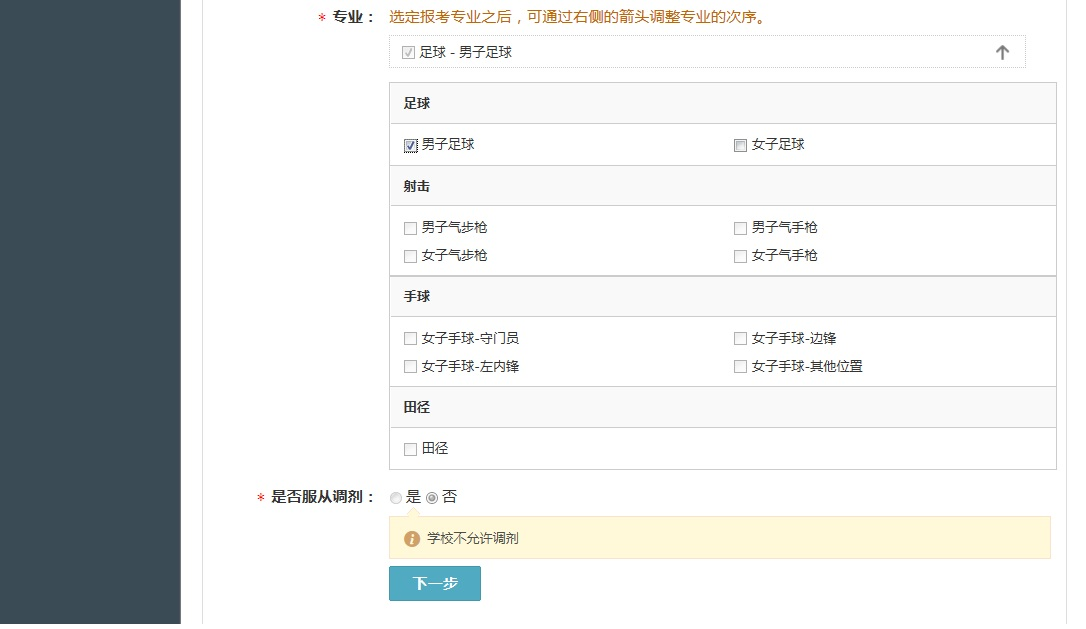 * 专业： 选定报考专业之后，可通过右侧的箭头调整专业的次序。
足球 - 男子足球
足球
男子足球 女子足球
射击
男子气步枪 男子气手枪
女子气步枪 女子气手枪
手球
女子手球-守门员 女子手球-边锋
女子手球-左内锋 女子手球-其他位置
田径
田径
* 是否服从调剂： 是 否
学校不允许调剂
下一步